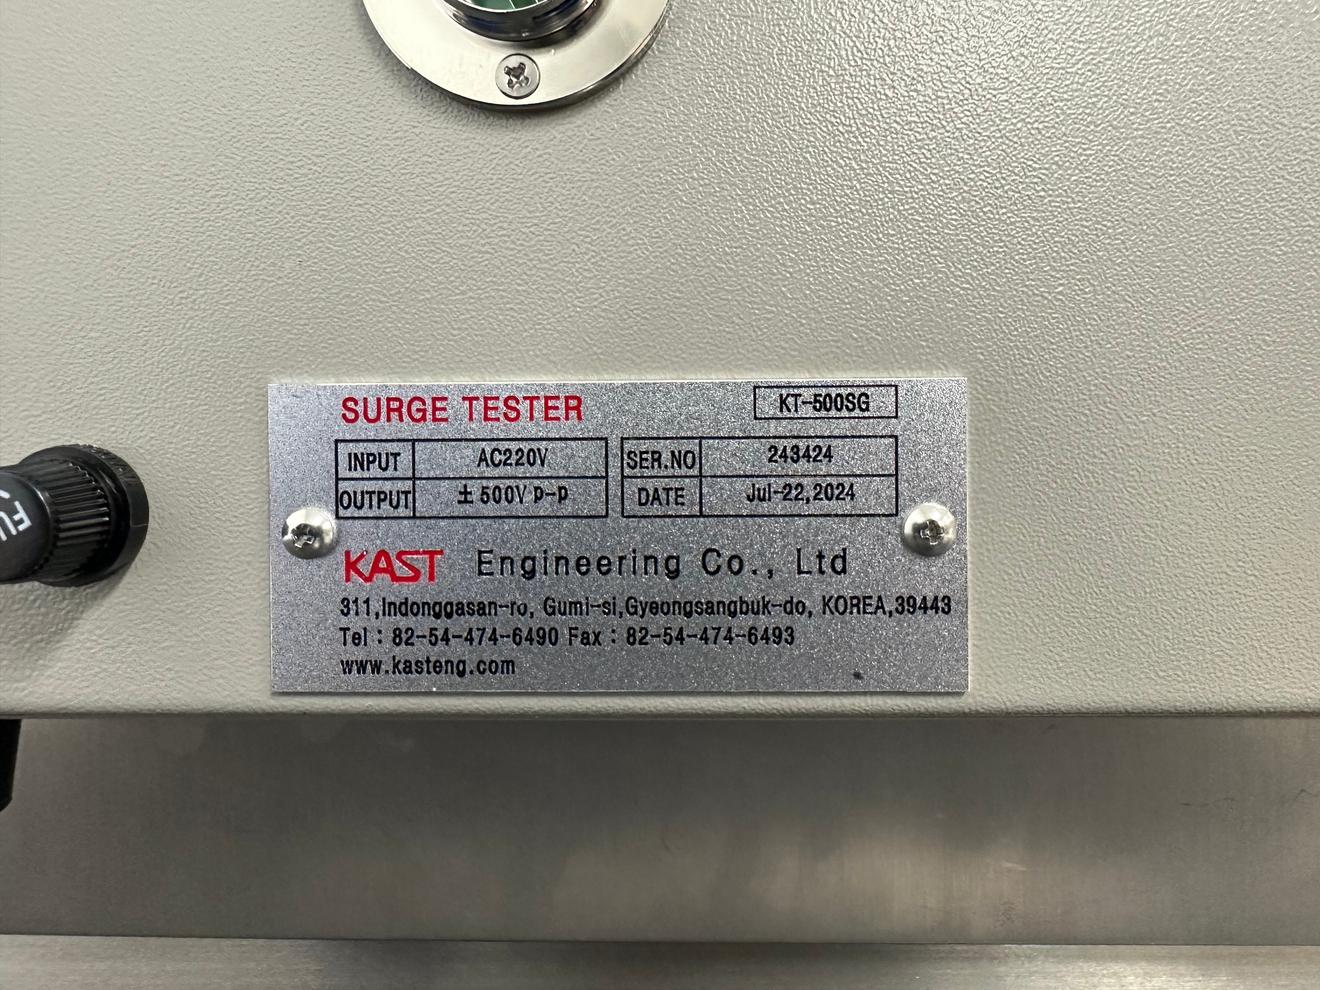 SURGE TESTER KT-500SG
INPUT AC220V SER.NO 243424
OUTPUT ±500V p-p DATE Jul-22,2024
KAST Engineering Co., Ltd
311,Indonggasan-ro, Gumi-si,Gyeongsangbuk-do, KOREA,39443
Tel : 82-54-474-6490 Fax : 82-54-474-6493
www.kasteng.com